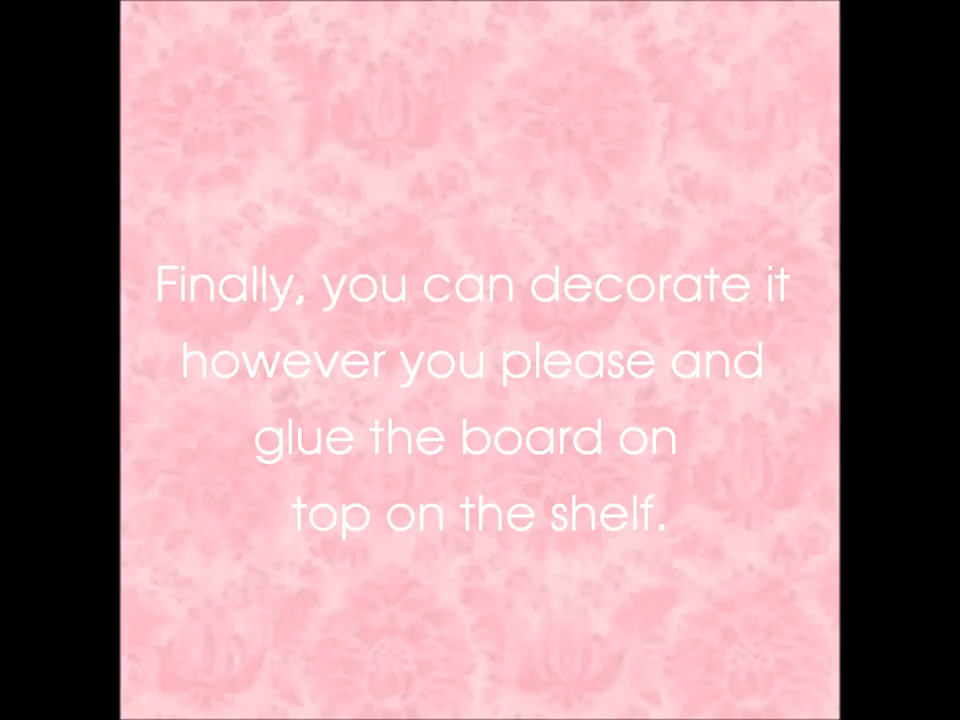 Finally, you can decorate it
however you please and
glue the board on
top on the shelf.